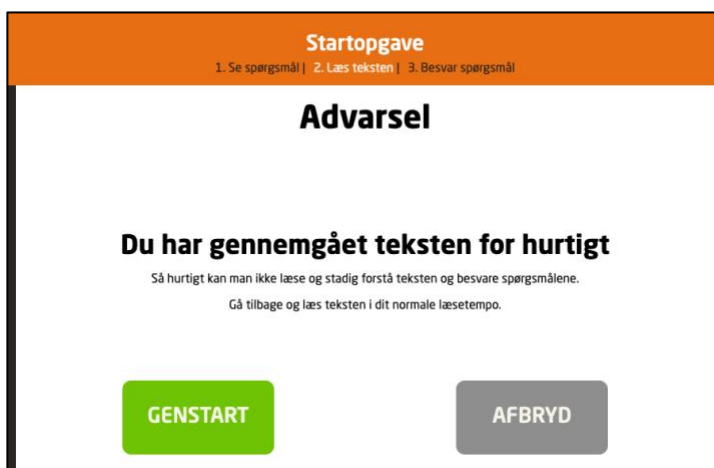 Startopgave
1. Se spørgsmål | 2. Læs teksten | 3. Besvar spørgsmål
Advarsel
Du har gennemgået teksten for hurtigt
Så hurtigt kan man ikke læse og stadig forstå teksten og besvare spørgsmålene.
Gå tilbage og læs teksten i dit normale læsetempo.
GENSTART AFBRYD